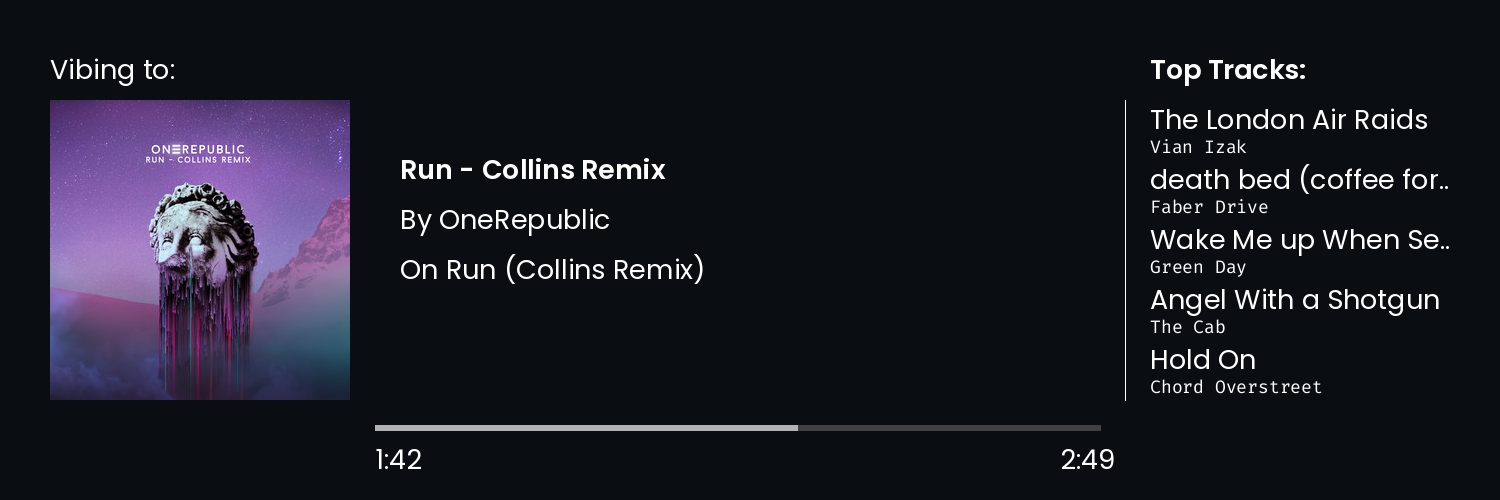 Vibing to:
ONEREPUBLIC
RUN - COLLINS REMIX
Run - Collins Remix
By OneRepublic
On Run (Collins Remix)
1:42
2:49
Top Tracks:
The London Air Raids
Vian Izak
death bed (coffee for..
Faber Drive
Wake Me up When Se..
Green Day
Angel With a Shotgun
The Cab
Hold On
Chord Overstreet